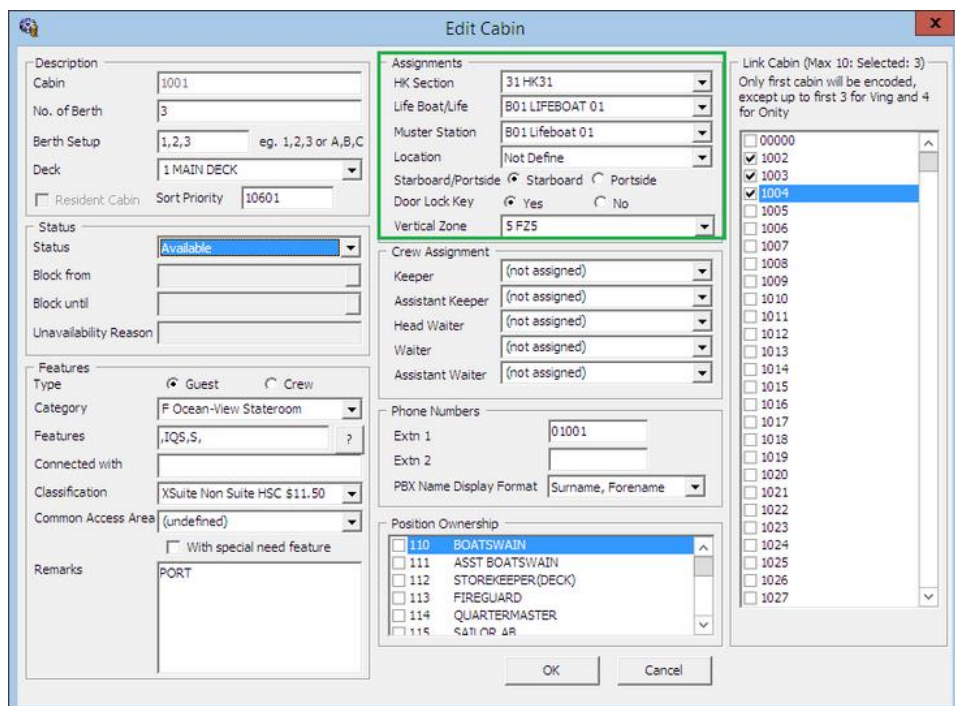 Edit Cabin
x
Description
Cabin 1001
No. of Berth 3
Berth Setup 1,2,3 eg. 1,2,3 or A,B,C
Deck 1 MAIN DECK
Resident Cabin Sort Priority 10601
Status
Status Available
Block from
Block until
Unavailability Reason
Features
Type Guest Crew
Category F Ocean-View Stateroom
Features ,IQS,S, ?
Connected with
Classification XSuite Non Suite HSC $11.50
Common Access Area (undefined)
With special need feature
Remarks PORT
Assignments
HK Section 31 HK31
Life Boat/Life B01 LIFEBOAT 01
Muster Station B01 Lifeboat 01
Location Not Define
Starboard/Portside Starboard Portside
Door Lock Key Yes No
Vertical Zone 5 FZ5
Crew Assignment
Keeper (not assigned)
Assistant Keeper (not assigned)
Head Waiter (not assigned)
Waiter (not assigned)
Assistant Waiter (not assigned)
Phone Numbers
Extn 1 01001
Extn 2
PBX Name Display Format Surname, Forename
Position Ownership
110 BOATSWAIN
111 ASST BOATSWAIN
112 STOREKEEPER(DECK)
113 FIREGUARD
114 QUARTERMASTER
115 SAILOR AB
OK Cancel
Link Cabin (Max 10: Selected: 3)
Only first cabin will be encoded,
except up to first 3 for Ving and 4
for Onity
00000
1002
1003
1004
1005
1006
1007
1008
1009
1010
1011
1012
1013
1014
1015
1016
1017
1018
1019
1020
1021
1022
1023
1024
1025
1026
1027